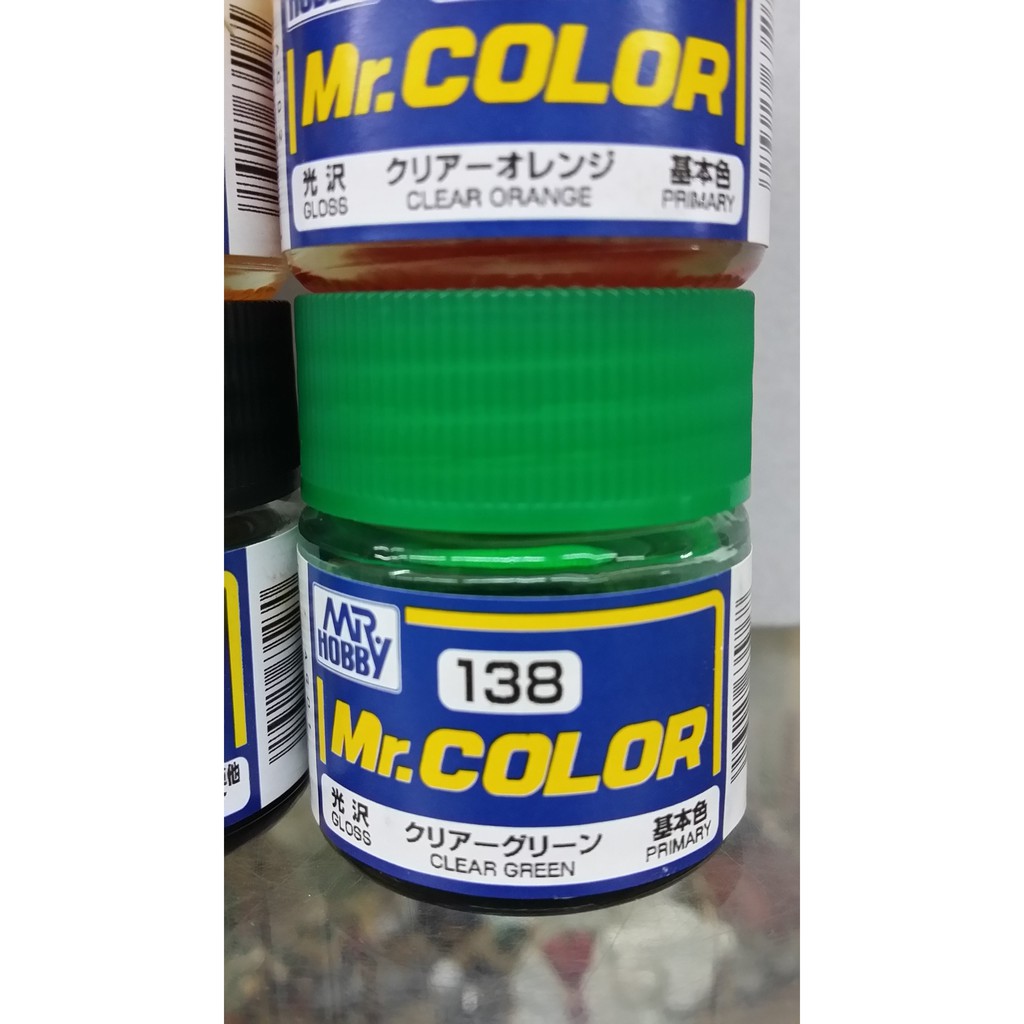 Mr.COLOR
光沢 クリアーオレンジ 基本色
GLOSS CLEAR ORANGE PRIMARY
MR.
HOBBY
138
Mr.COLOR
光沢 クリアーグリーン 基本色
GLOSS CLEAR GREEN PRIMARY